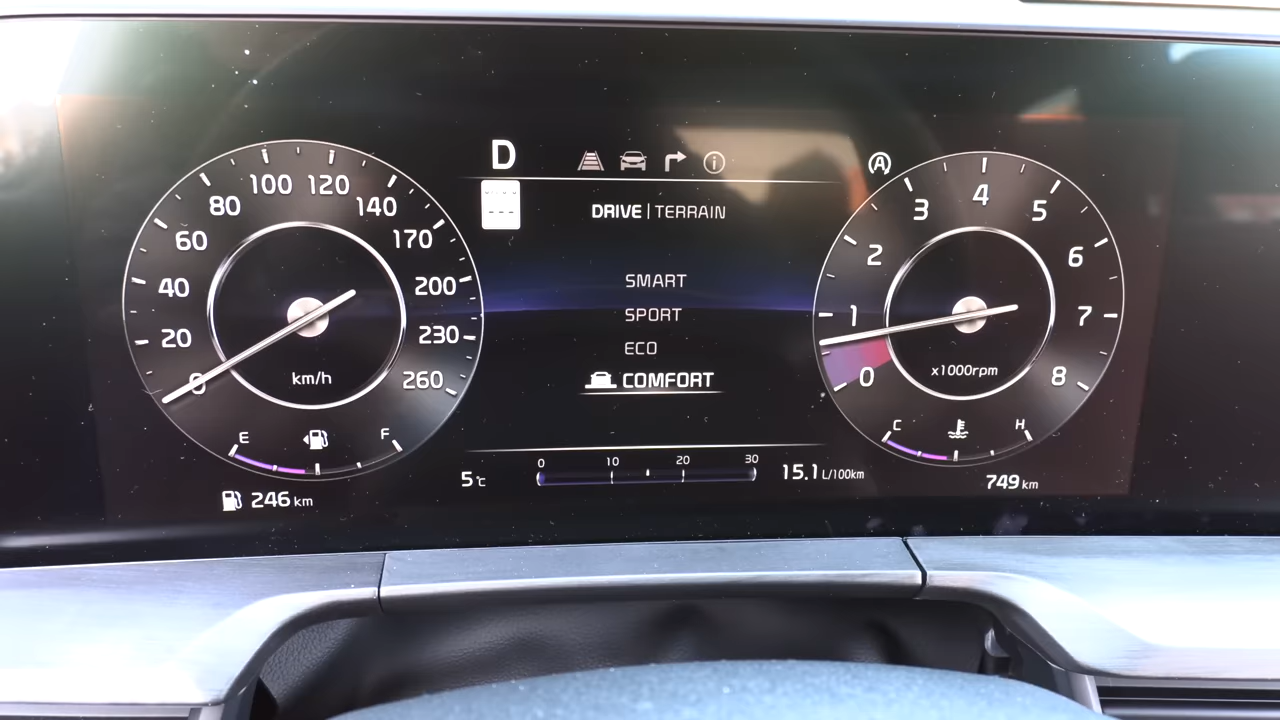 D
A
DRIVE | TERRAIN
SMART
SPORT
ECO
COMFORT
0 20 40 60 80 100 120 140 170 200 230 260
km/h
E F
246 km
5 °C
0 10 20 30
15.1 L/100km
0 1 2 3 4 5 6 7 8
x1000rpm
C H
749 km